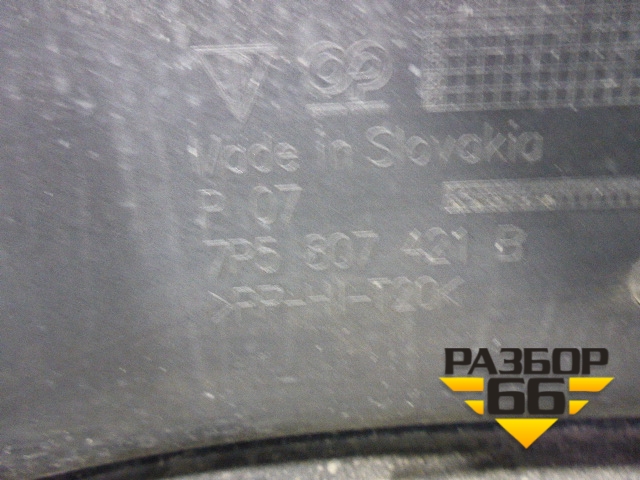 Made in Slovakia
P 07
7P5 807 421 B
>PP-HI-T20<
РАЗБОР
66